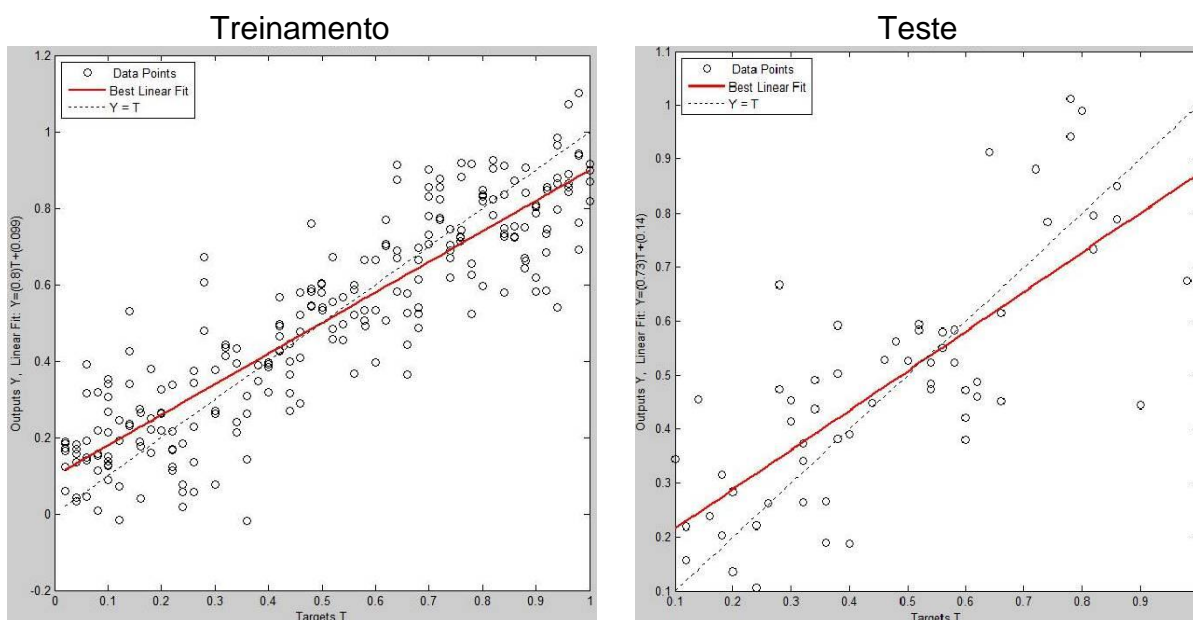 Treinamento
1.2
1
0.8
0.6
0.4
0.2
0
-0.2
Outputs Y, Linear Fit: Y=(0.8)T+(0.099)
Data Points
Best Linear Fit
Y = T
0 0.1 0.2 0.3 0.4 0.5 0.6 0.7 0.8 0.9 1
Targets T
Teste
1.1
1
0.9
0.8
0.7
0.6
0.5
0.4
0.3
0.2
0.1
Outputs Y, Linear Fit: Y=(0.73)T+(0.14)
Data Points
Best Linear Fit
Y = T
0.1 0.2 0.3 0.4 0.5 0.6 0.7 0.8 0.9
Targets T